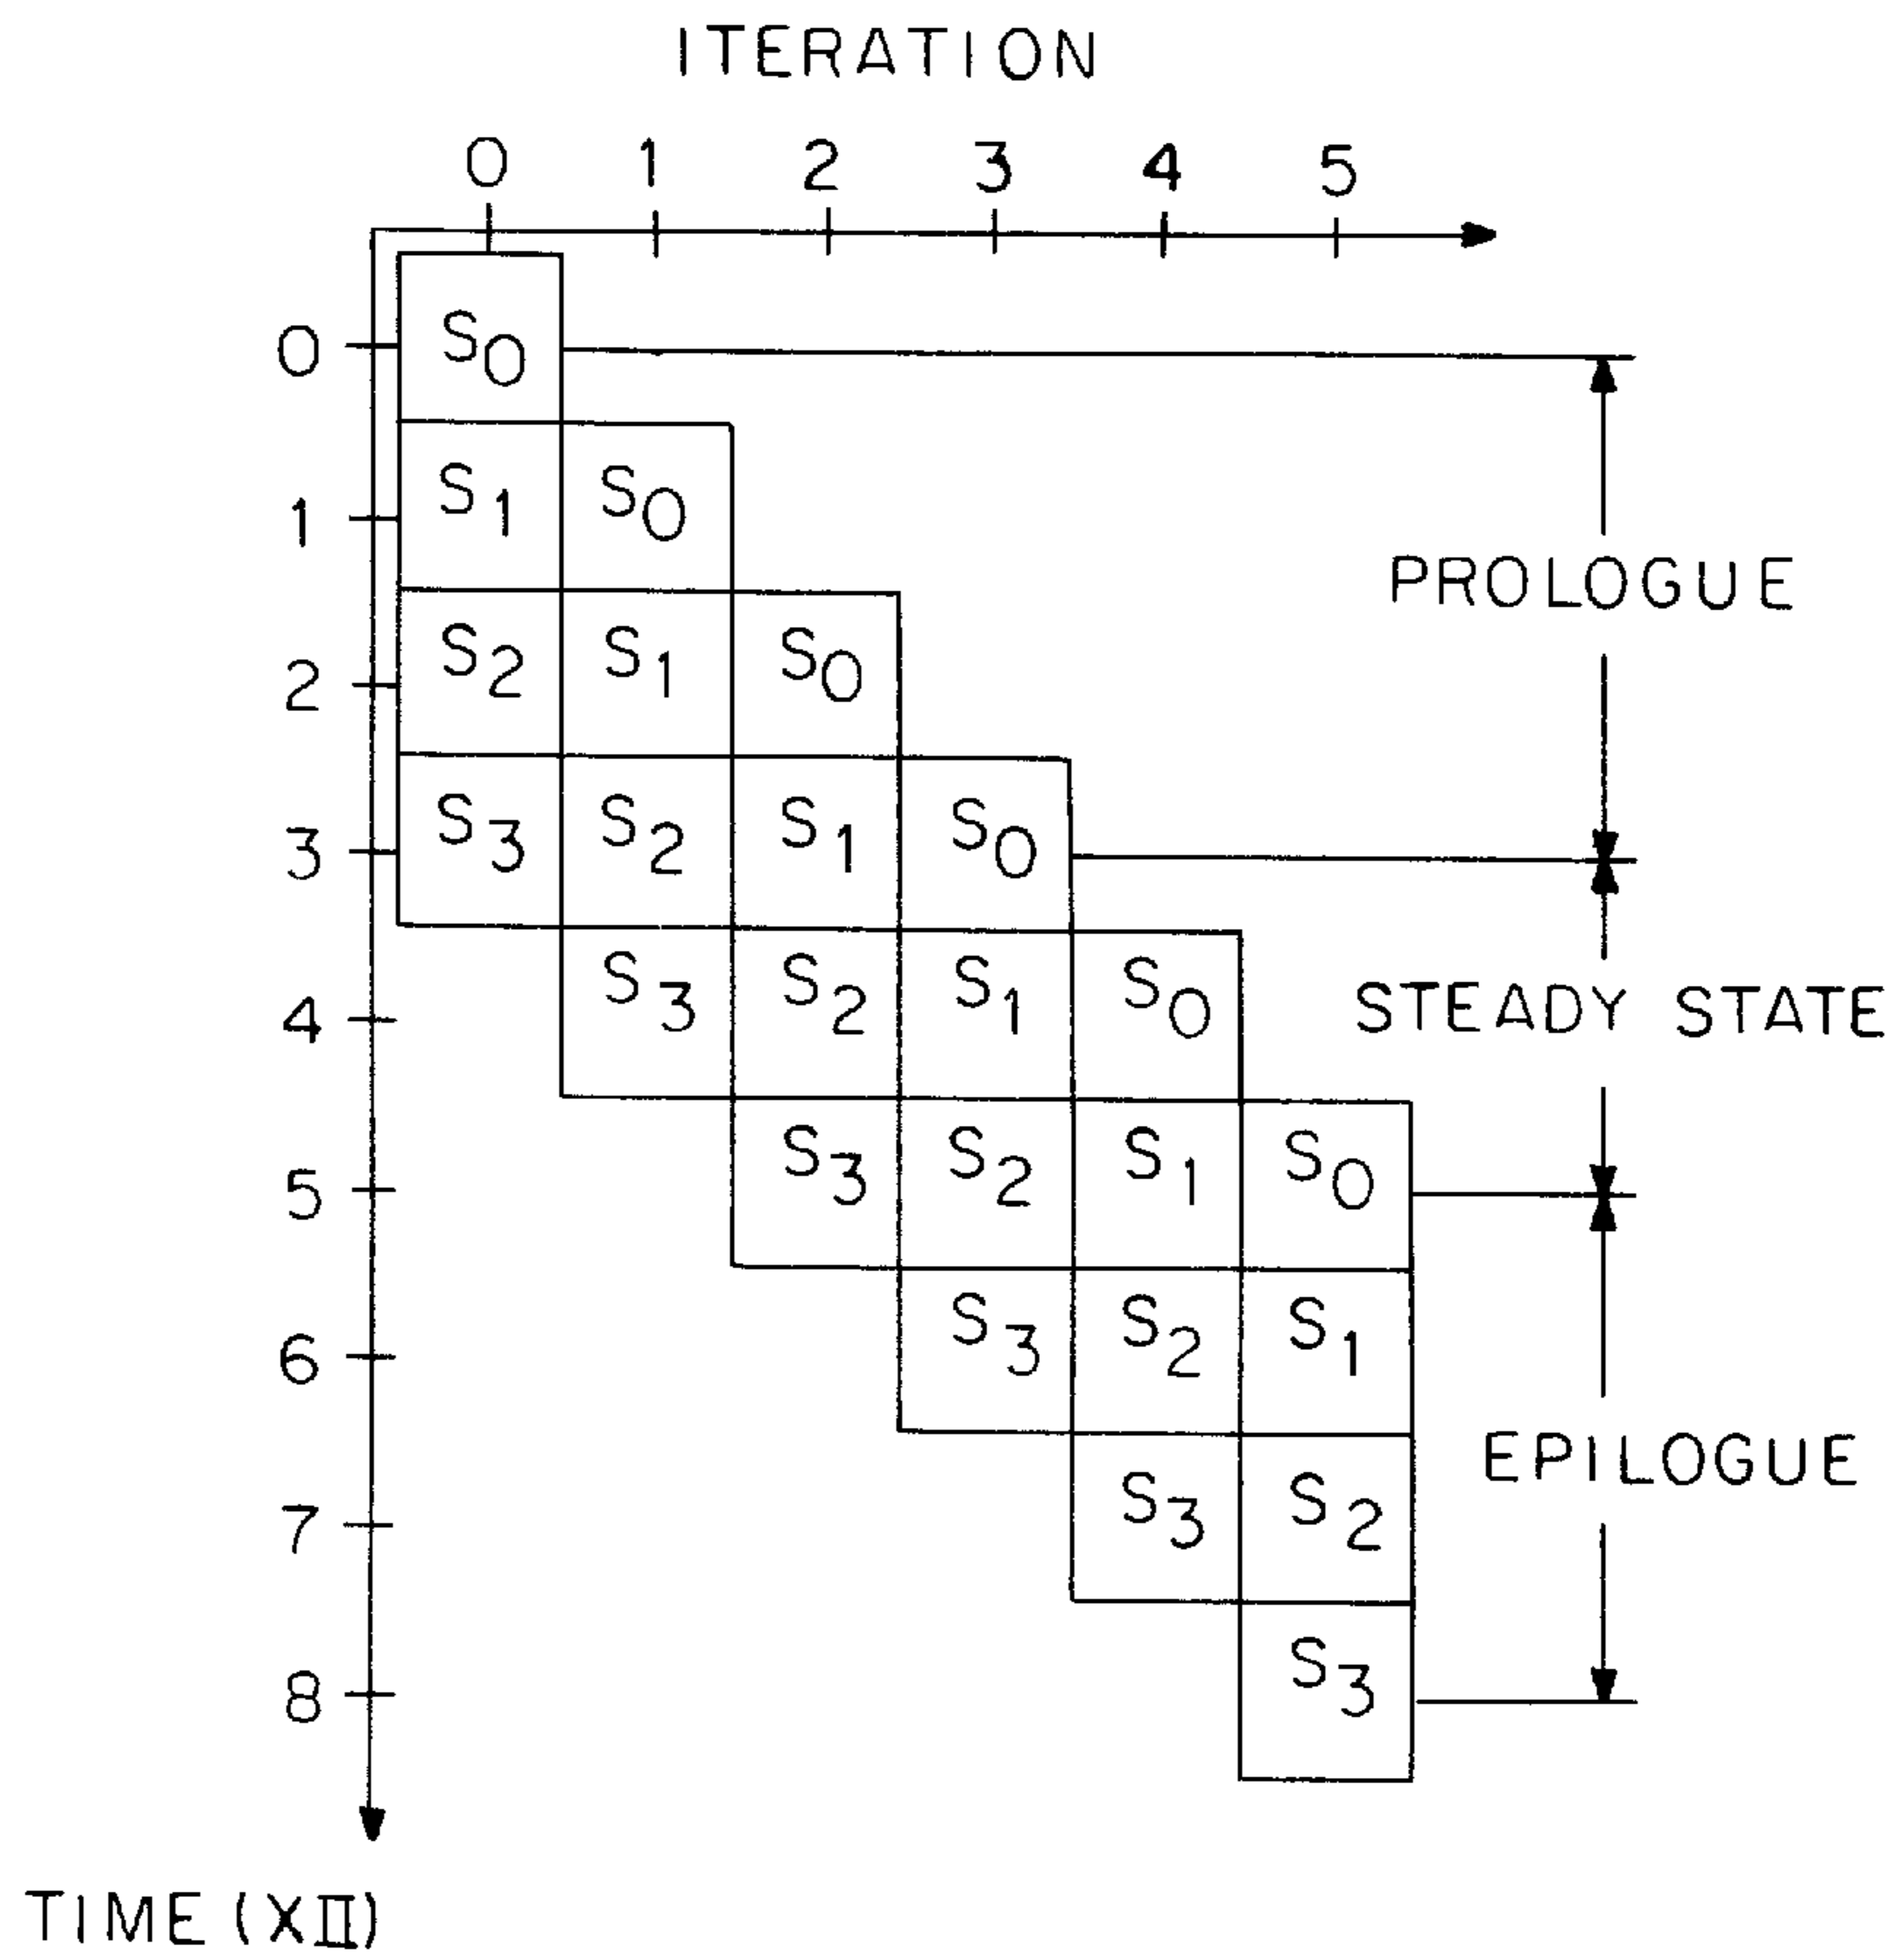 ITERATION
0 1 2 3 4 5
0 S0
1 S1 S0
PROLOGUE
2 S2 S1 S0
3 S3 S2 S1 S0
4 S3 S2 S1 S0 STEADY STATE
5 S3 S2 S1 S0
6 S3 S2 S1
EPILOGUE
7 S3 S2
8 S3
TIME (XII)